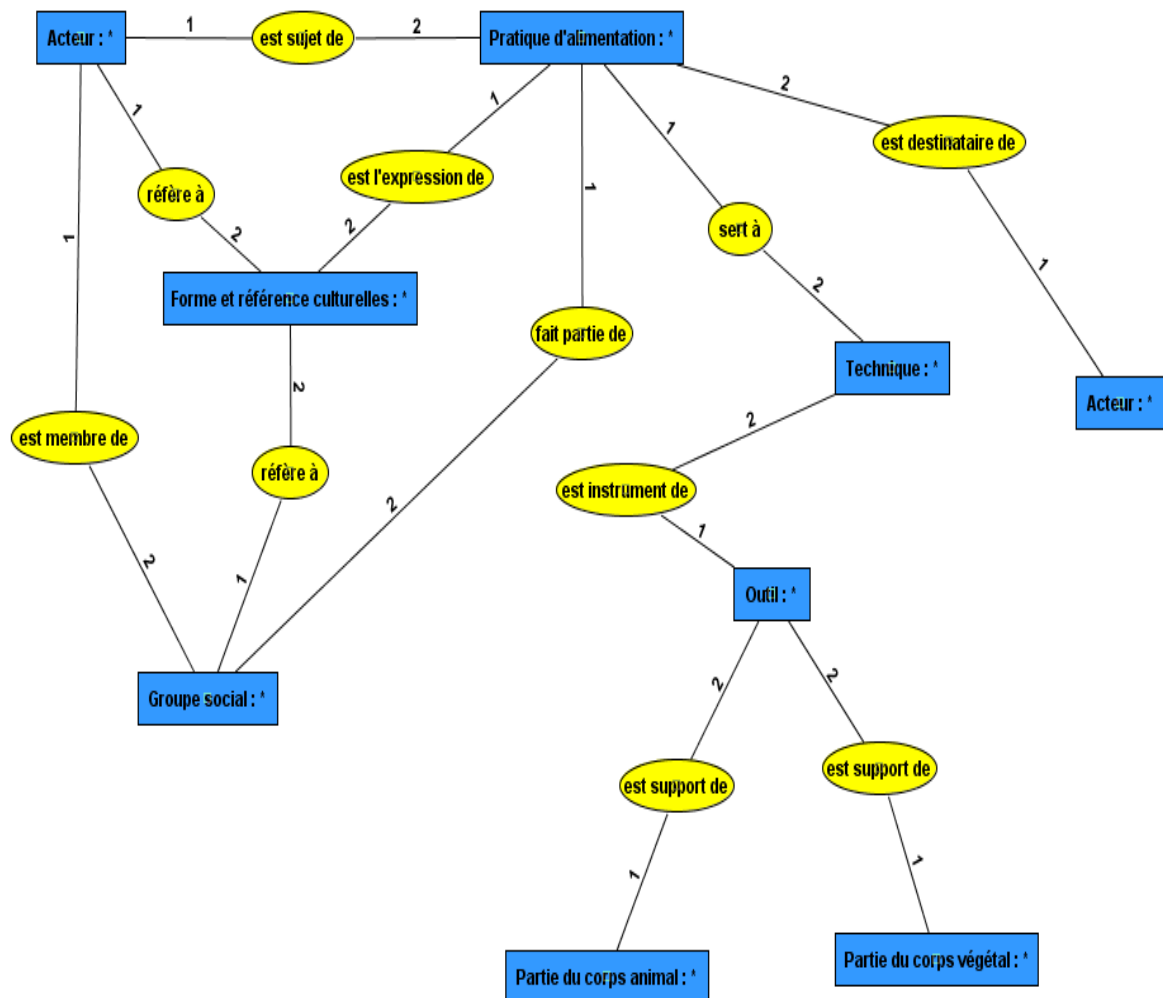 Acteur : *
1
est sujet de
2
Pratique d'alimentation : *
2
1
1
1
1
est destinataire de
est l'expression de
réfère à
2
2
sert à
1
2
1
Forme et référence culturelles : *
fait partie de
Technique : *
Acteur : *
2
2
est membre de
réfère à
est instrument de
2
1
2
1
Outil : *
Groupe social : *
2
2
est support de
est support de
1
1
Partie du corps animal : *
Partie du corps végétal : *